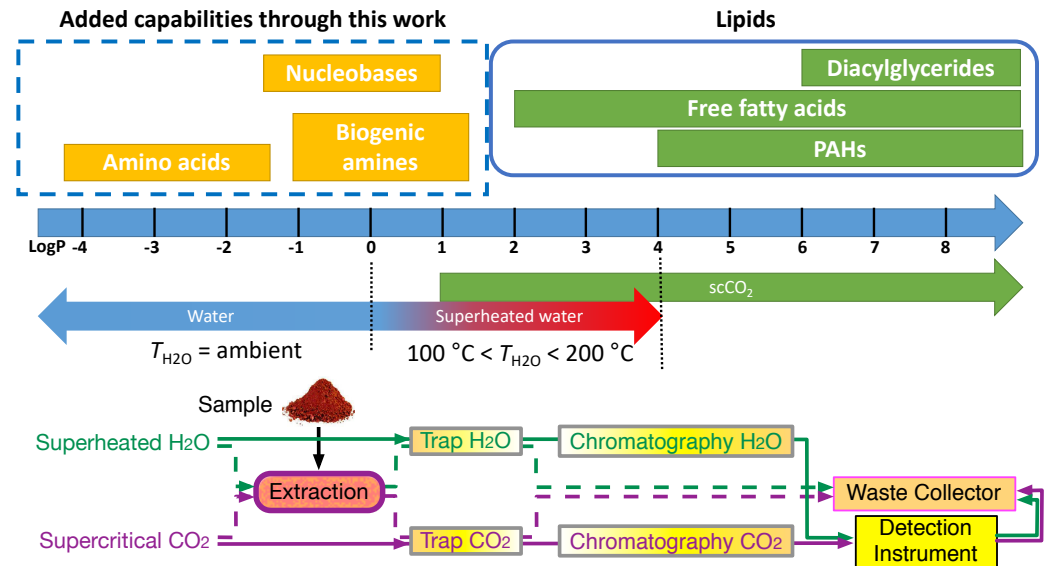 Added capabilities through this work
Lipids
Nucleobases
Diacylglycerides
Free fatty acids
Biogenic
amines
Amino acids
PAHs
LogP -4 -3 -2 -1 0 1 2 3 4 5 6 7 8
scCO₂
Water
Superheated water
T_H2O = ambient
100 °C < T_H2O < 200 °C
Sample
Superheated H₂O
Trap H₂O
Chromatography H₂O
Extraction
Waste Collector
Supercritical CO₂
Trap CO₂
Chromatography CO₂
Detection
Instrument